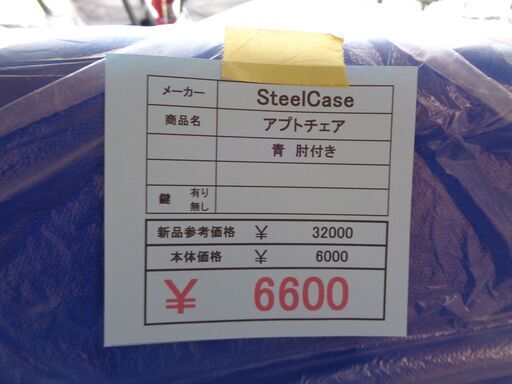 メーカー SteelCase
商品名 アプトチェア
青 肘付き
鍵 有り
無し
新品参考価格 ￥ 32000
本体価格 ￥ 6000
￥ 6600